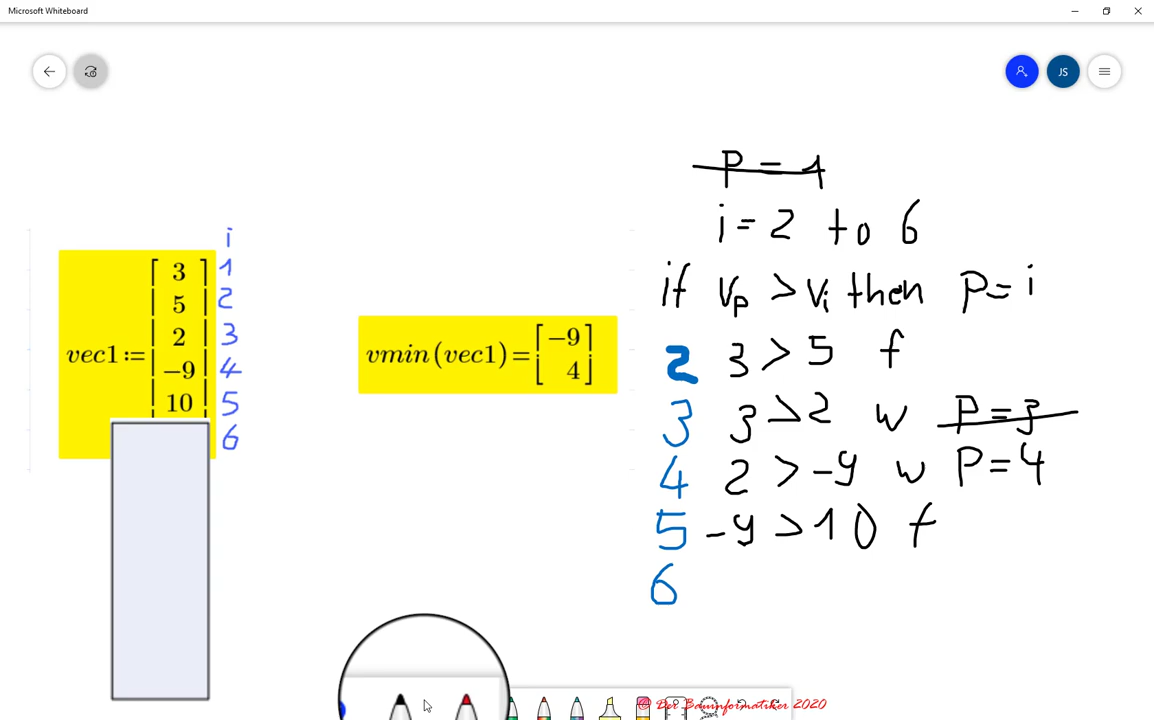 Microsoft Whiteboard
JS
i
vec1:=
3 1
5 2
2 3
-9 4
10 5
6
vmin(vec1)=
-9
4
P = 1
i = 2 to 6
if Vp > Vi then P = i
2 3 > 5 f
3 3 > 2 w P = 3
4 2 > -9 w P = 4
5 -9 > 10 f
6
© Der Bauinformatiker 2020